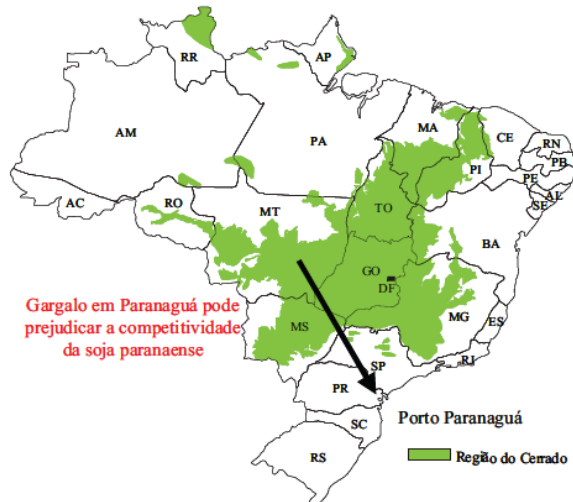 RR
AP
AM
PA
MA
CE
RN
PB
PE
AL
SE
PI
AC
RO
MT
TO
BA
GO
DF
Gargalo em Paranaguá pode
prejudicar a competitividade
da soja paranaense
MS
MG
ES
SP
RJ
PR
Porto Paranaguá
SC
Região do Cerrado
RS